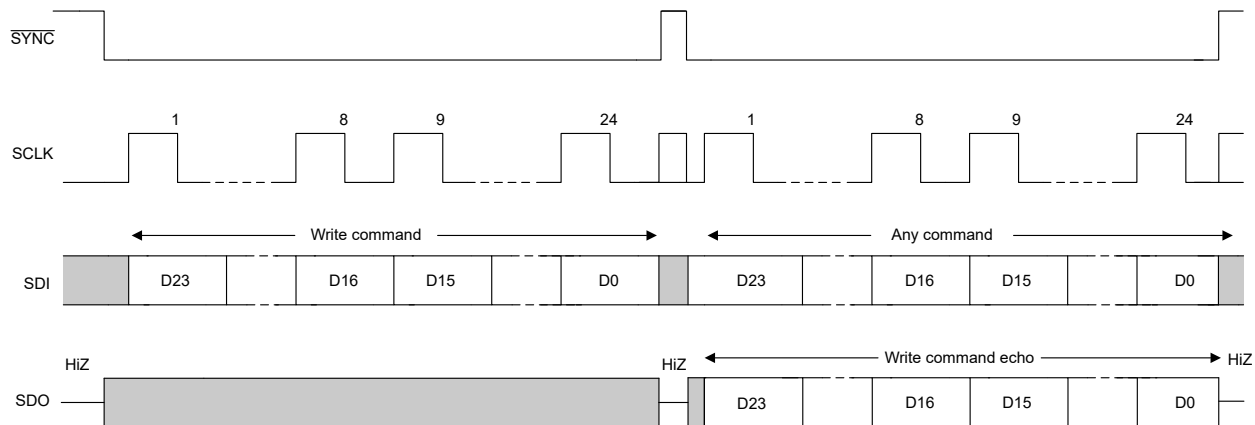 SYNC
1 8 9 24 1 8 9 24
SCLK
Write command Any command
SDI D23 D16 D15 D0 D23 D16 D15 D0
HiZ HiZ Write command echo HiZ
SDO D23 D16 D15 D0